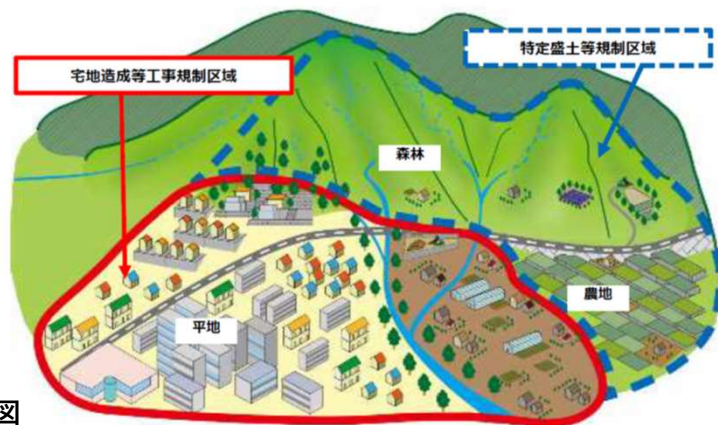 特定盛土等規制区域
宅地造成等工事規制区域
森林
農地
平地
図